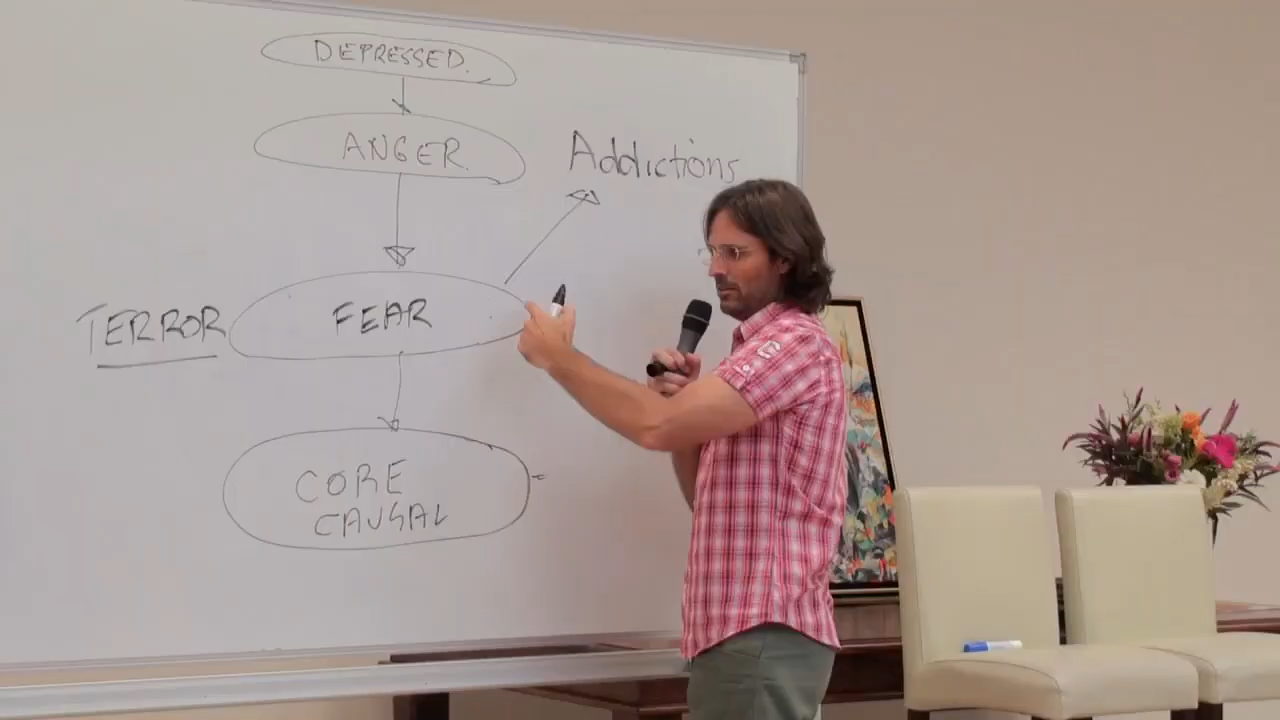 DEPRESSED.
ANGER.
Addictions
TERROR
FEAR
CORE
CAUSAL